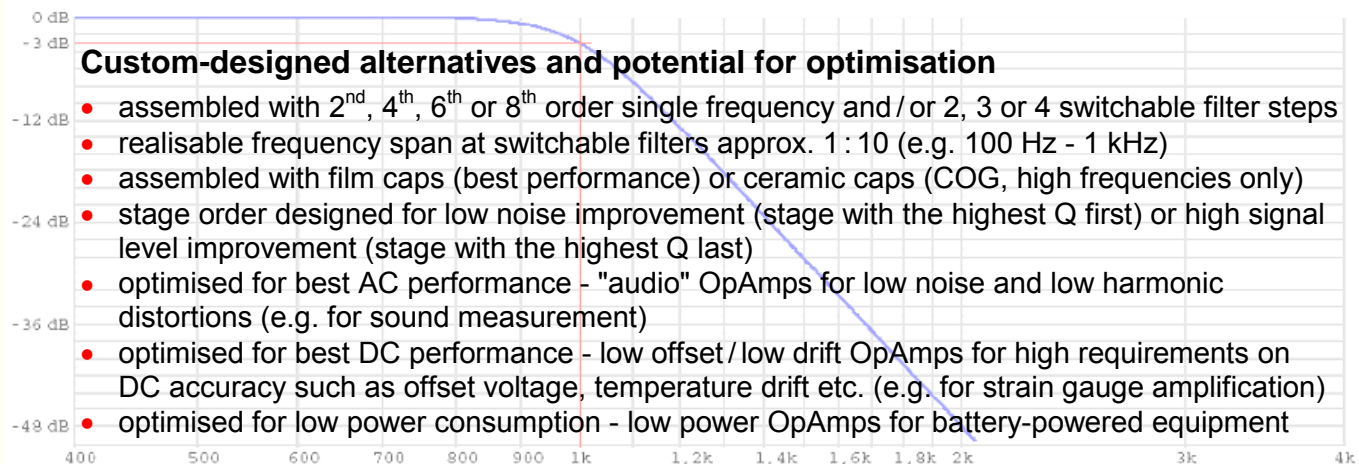 0 dB
-3 dB
Custom-designed alternatives and potential for optimisation
• assembled with 2nd, 4th, 6th or 8th order single frequency and / or 2, 3 or 4 switchable filter steps
-12 dB
• realisable frequency span at switchable filters approx. 1 : 10 (e.g. 100 Hz - 1 kHz)
• assembled with film caps (best performance) or ceramic caps (COG, high frequencies only)
• stage order designed for low noise improvement (stage with the highest Q first) or high signal
-24 dB
level improvement (stage with the highest Q last)
• optimised for best AC performance - "audio" OpAmps for low noise and low harmonic
distortions (e.g. for sound measurement)
-36 dB
• optimised for best DC performance - low offset / low drift OpAmps for high requirements on
DC accuracy such as offset voltage, temperature drift etc. (e.g. for strain gauge amplification)
• optimised for low power consumption - low power OpAmps for battery-powered equipment
-48 dB
400 500 600 700 800 900 1k 1,2k 1,4k 1,6k 1,8k 2k 3k 4k